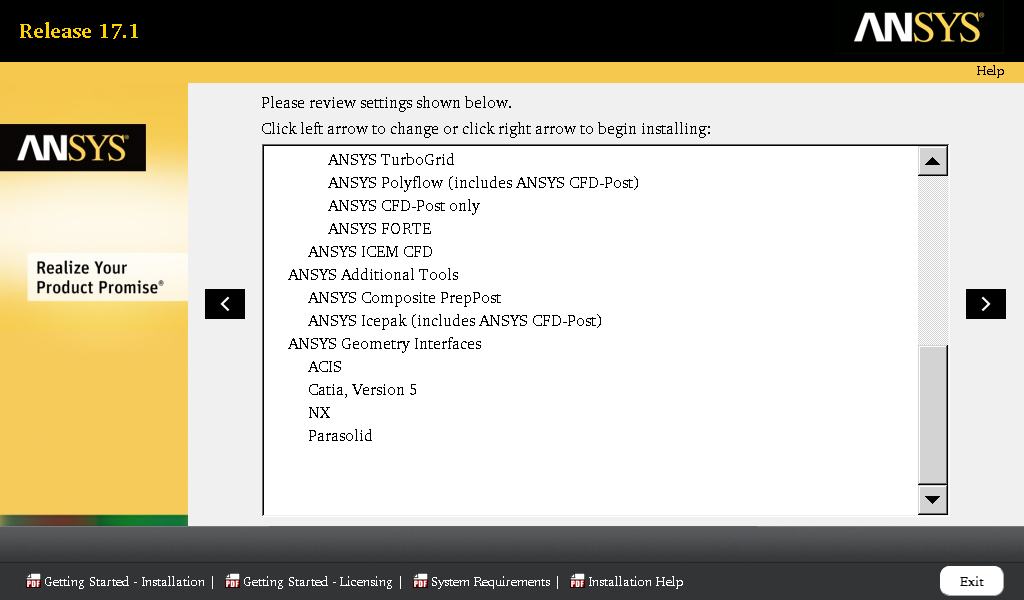 Release 17.1
ANSYS®
Help
ANSYS®
Realize Your
Product Promise®
Please review settings shown below.
Click left arrow to change or click right arrow to begin installing:
ANSYS TurboGrid
ANSYS Polyflow (includes ANSYS CFD-Post)
ANSYS CFD-Post only
ANSYS FORTE
ANSYS ICEM CFD
ANSYS Additional Tools
ANSYS Composite PrepPost
ANSYS Icepak (includes ANSYS CFD-Post)
ANSYS Geometry Interfaces
ACIS
Catia, Version 5
NX
Parasolid
PDF Getting Started - Installation | PDF Getting Started - Licensing | PDF System Requirements | PDF Installation Help
Exit